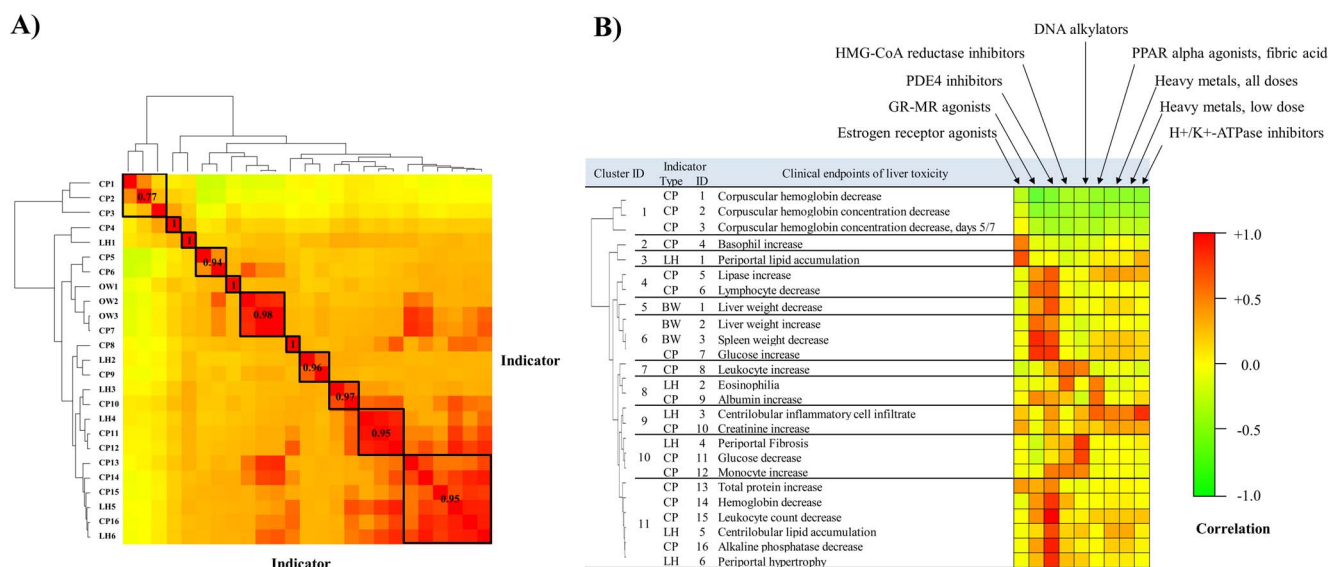 A)
CP1
CP2
CP3
CP4
LH1
CP5
CP6
OW1
OW2
OW3
CP7
CP8
LH2
CP9
LH3
CP10
LH4
CP11
CP12
CP13
CP14
CP15
LH5
CP16
LH6
0.77
1
1
0.94
1
0.98
1
0.96
0.97
0.95
0.95
Indicator
Indicator
B)
DNA alkylators
HMG-CoA reductase inhibitors
PPAR alpha agonists, fibric acid
PDE4 inhibitors
Heavy metals, all doses
GR-MR agonists
Heavy metals, low dose
Estrogen receptor agonists
H+/K+-ATPase inhibitors
Cluster ID Indicator Clinical endpoints of liver toxicity
Type ID
CP 1 Corpuscular hemoglobin decrease
1 CP 2 Corpuscular hemoglobin concentration decrease
CP 3 Corpuscular hemoglobin concentration decrease, days 5/7
2 CP 4 Basophil increase
3 LH 1 Periportal lipid accumulation
4 CP 5 Lipase increase
CP 6 Lymphocyte decrease
5 BW 1 Liver weight decrease
BW 2 Liver weight increase
6 BW 3 Spleen weight decrease
CP 7 Glucose increase
7 CP 8 Leukocyte increase
8 LH 2 Eosinophilia
CP 9 Albumin increase
9 LH 3 Centrilobular inflammatory cell infiltrate
CP 10 Creatinine increase
LH 4 Periportal Fibrosis
10 CP 11 Glucose decrease
CP 12 Monocyte increase
CP 13 Total protein increase
CP 14 Hemoglobin decrease
11 CP 15 Leukocyte count decrease
LH 5 Centrilobular lipid accumulation
CP 16 Alkaline phosphatase decrease
LH 6 Periportal hypertrophy
+1.0
+0.5
0.0
-0.5
-1.0
Correlation